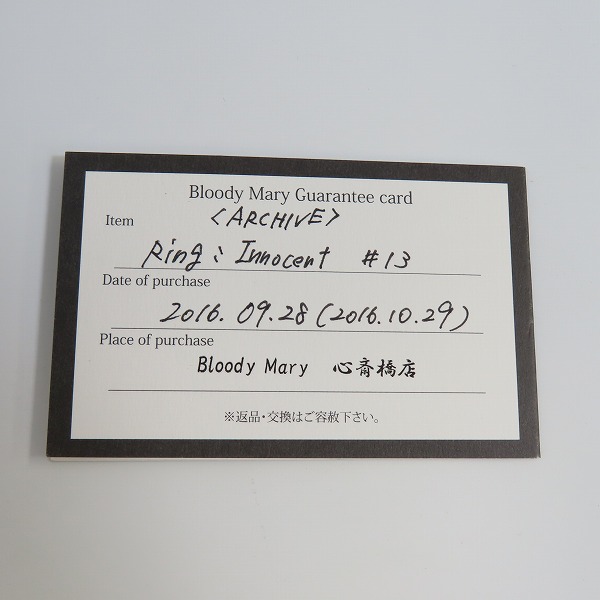 Bloody Mary Guarantee card
Item <ARCHIVE>
Ring : Innocent #13
Date of purchase
2016. 09.28 (2016.10.29)
Place of purchase
Bloody Mary 心斎橋店
※返品・交換はご容赦下さい。